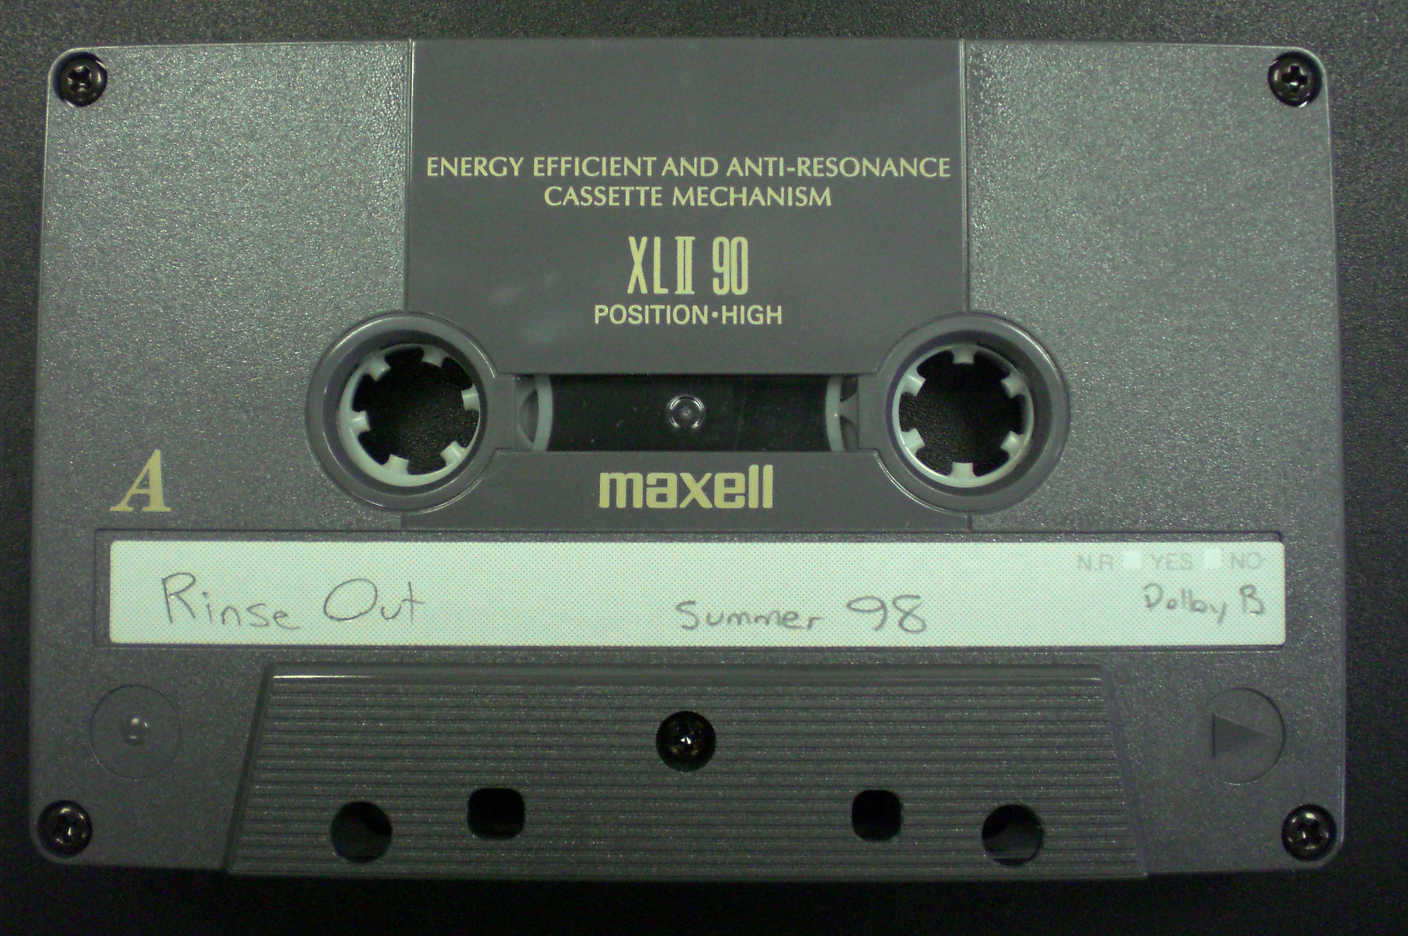 ENERGY EFFICIENT AND ANTI-RESONANCE
CASSETTE MECHANISM
XLII 90
POSITION·HIGH
maxell
A
N.R YES NO
Rinse Out Summer 98 Dolby B